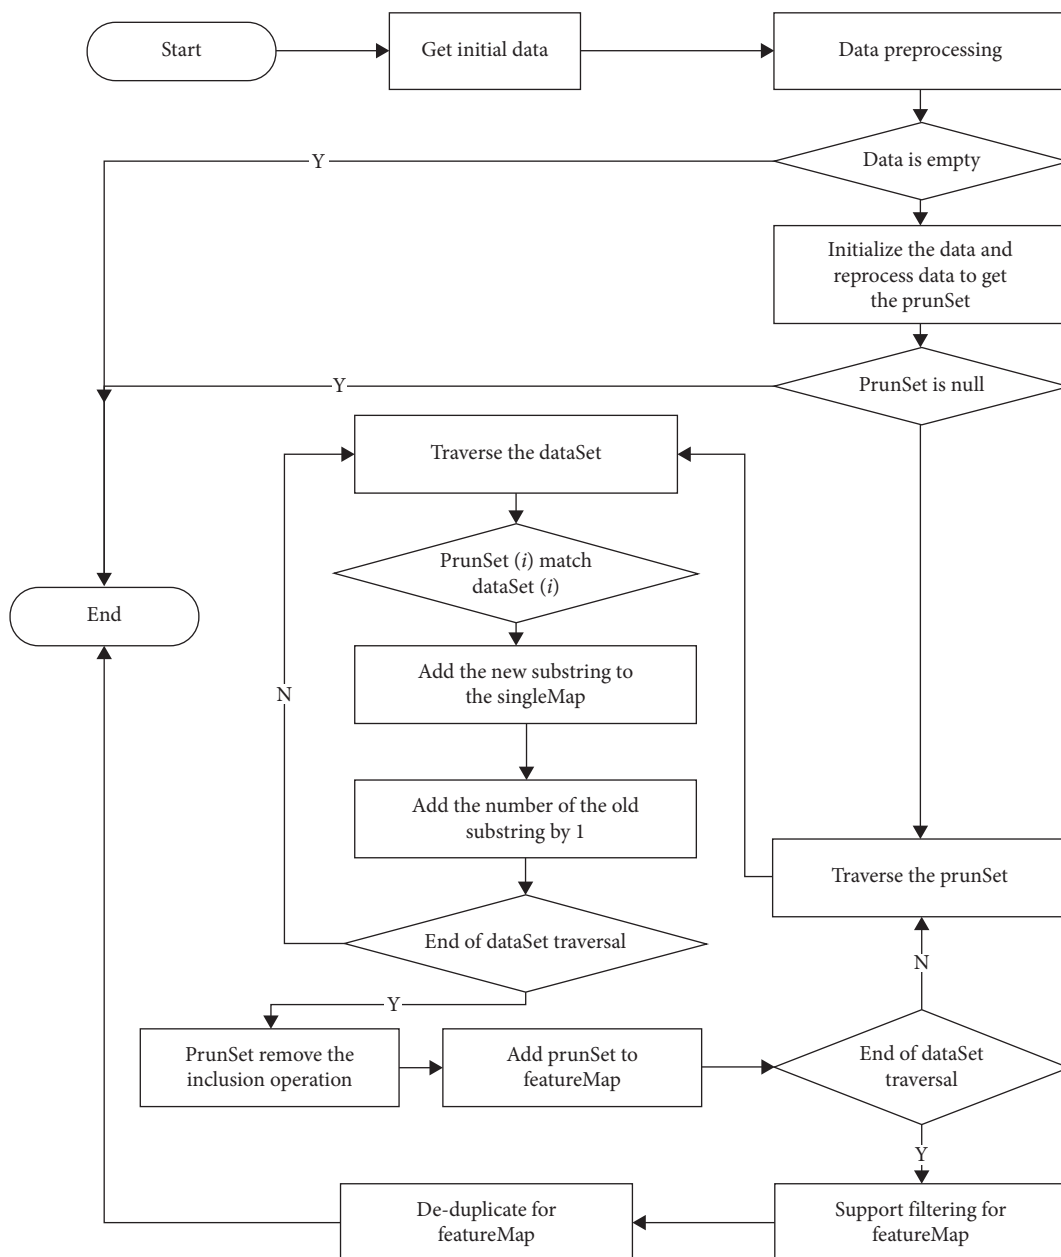 Start
Get initial data
Data preprocessing
Y
Data is empty
Initialize the data and
reprocess data to get
the prunSet
Y
PrunSet is null
Traverse the dataSet
PrunSet (i) match
dataSet (i)
End
Add the new substring to
the singleMap
N
Add the number of the old
substring by 1
Traverse the prunSet
End of dataSet traversal
N
Y
PrunSet remove the
inclusion operation
Add prunSet to
featureMap
End of dataSet
traversal
Y
De-duplicate for
featureMap
Support filtering for
featureMap